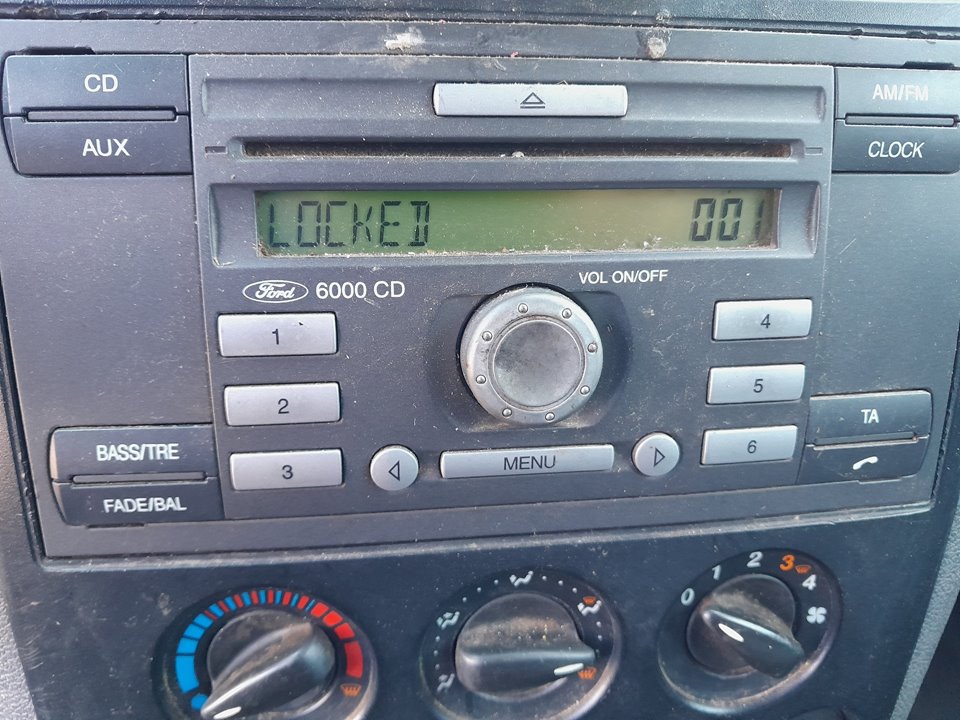 CD
AM/FM
AUX
CLOCK
LOCKED 001
Ford 6000 CD
VOL ON/OFF
1
4
2
5
3
6
TA
BASS/TRE
MENU
FADE/BAL
0 1 2 3 4